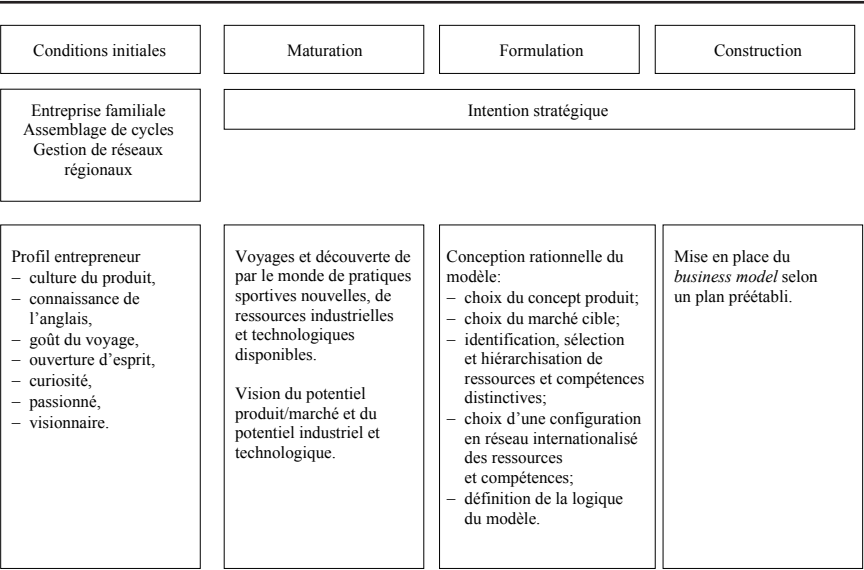 Conditions initiales
Maturation
Formulation
Construction
Entreprise familiale
Assemblage de cycles
Gestion de réseaux
régionaux
Intention stratégique
Profil entrepreneur
– culture du produit,
– connaissance de
l’anglais,
– goût du voyage,
– ouverture d’esprit,
– curiosité,
– passionné,
– visionnaire.
Voyages et découverte de
par le monde de pratiques
sportives nouvelles, de
ressources industrielles
et technologiques
disponibles.
Vision du potentiel
produit/marché et du
potentiel industriel et
technologique.
Conception rationnelle du
modèle:
– choix du concept produit;
– choix du marché cible;
– identification, sélection
et hiérarchisation de
ressources et compétences
distinctives;
– choix d’une configuration
en réseau internationalisé
des ressources
et compétences;
– définition de la logique
du modèle.
Mise en place du
business model selon
un plan préétabli.